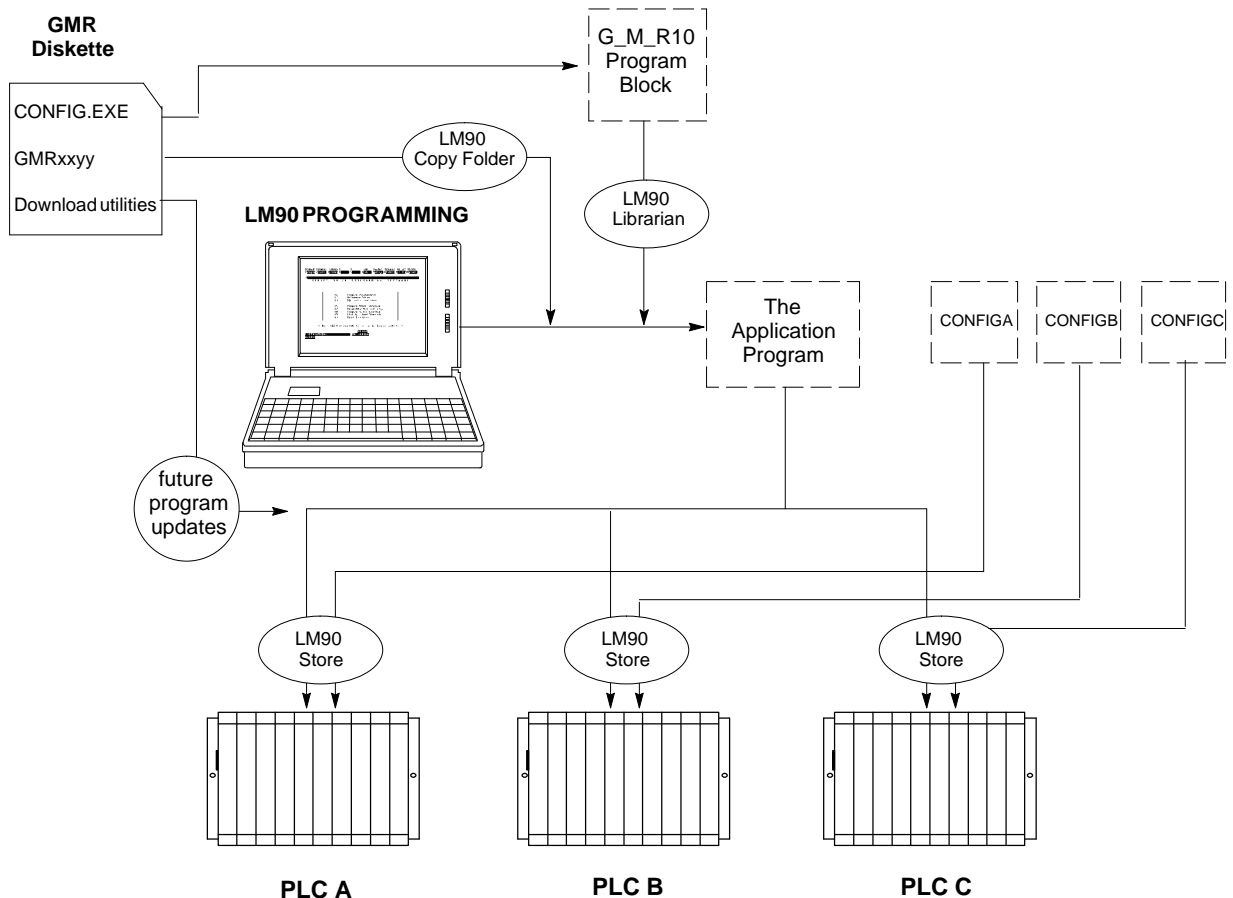 GMR
Diskette
CONFIG.EXE
GMRxxyy
Download utilities
G_M_R10
Program
Block
LM90
Copy Folder
LM90
Librarian
LM90 PROGRAMMING
The
Application
Program
CONFIGA
CONFIGB
CONFIGC
future
program
updates
LM90
Store
LM90
Store
LM90
Store
PLC A
PLC B
PLC C